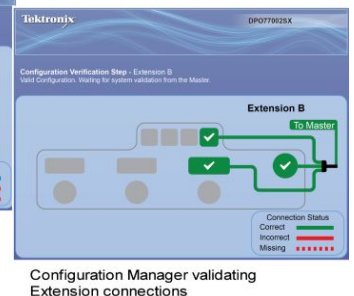 Tektronix
DPO770025X
Configuration Verification Step - Extension B
Valid Configuration. Waiting for system validation from the Master.
Extension B
To Master
Connection Status
Correct
Incorrect
Missing
Configuration Manager validating
Extension connections